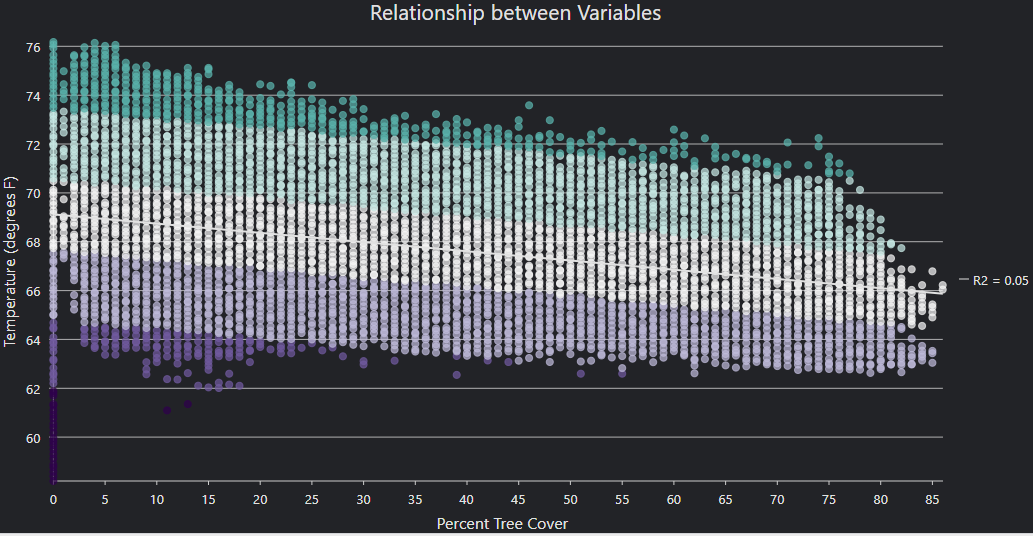 Relationship between Variables
76
74
72
70
68
66
64
62
60
Temperature (degrees F)
R2 = 0.05
0 5 10 15 20 25 30 35 40 45 50 55 60 65 70 75 80 85
Percent Tree Cover